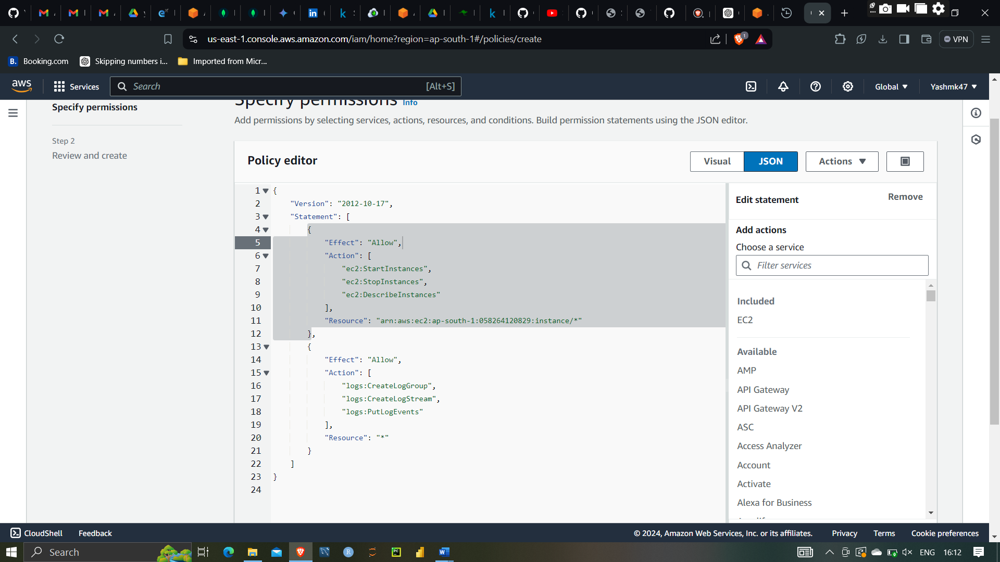 us-east-1.console.aws.amazon.com/iam/home?region=ap-south-1#/policies/create
1
VPN
B. Booking.com
Skipping numbers i...
Imported from Micr...
aws
Services
Search
[Alt+S]
Global
Yashmk47
Specify permissions
Step 2
Review and create
Specify permissions Info
Add permissions by selecting services, actions, resources, and conditions. Build permission statements using the JSON editor.
Policy editor
Visual
JSON
Actions
1 {
2 "Version": "2012-10-17",
3 "Statement": [
4 {
5 "Effect": "Allow",
6 "Action": [
7 "ec2:StartInstances",
8 "ec2:StopInstances",
9 "ec2:DescribeInstances"
10 ],
11 "Resource": "arn:aws:ec2:ap-south-1:058264120829:instance/*"
12 },
13 {
14 "Effect": "Allow",
15 "Action": [
16 "logs:CreateLogGroup",
17 "logs:CreateLogStream",
18 "logs:PutLogEvents"
19 ],
20 "Resource": "*"
21 }
22 ]
23 }
24
Edit statement
Remove
Add actions
Choose a service
Filter services
Included
EC2
Available
AMP
API Gateway
API Gateway V2
ASC
Access Analyzer
Account
Activate
Alexa for Business
CloudShell
Feedback
© 2024, Amazon Web Services, Inc. or its affiliates.
Privacy
Terms
Cookie preferences
Search
ENG
16:12